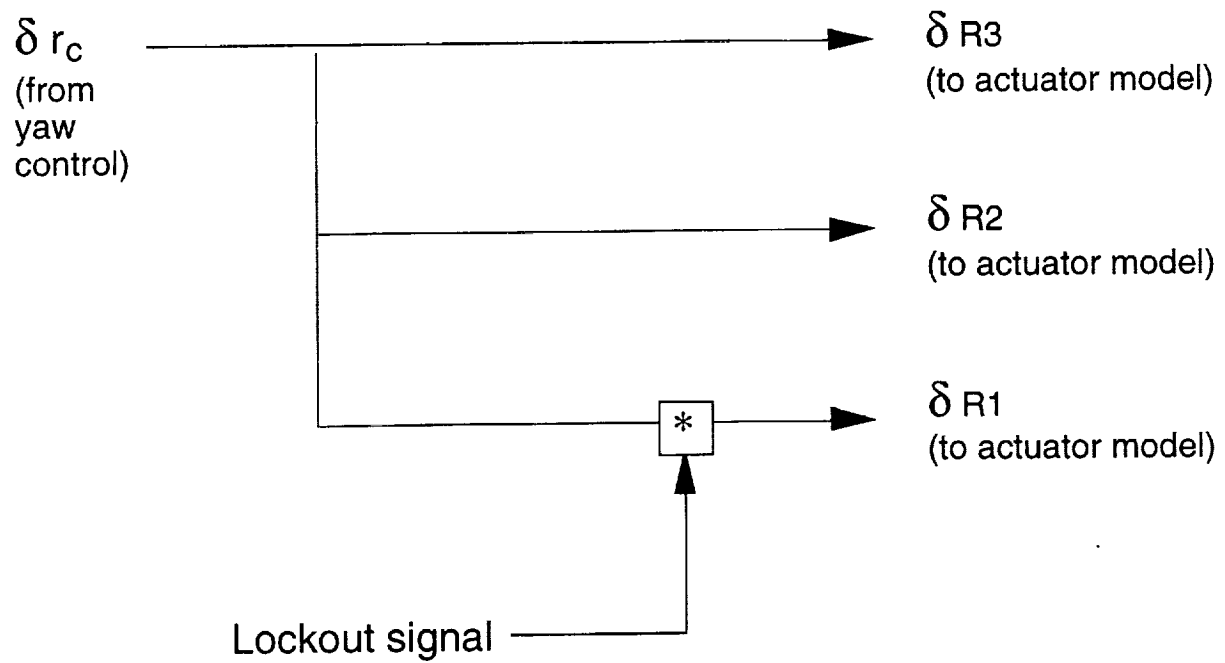 δ r_c
(from
yaw
control)
δ R3
(to actuator model)
δ R2
(to actuator model)
δ R1
(to actuator model)
*
Lockout signal